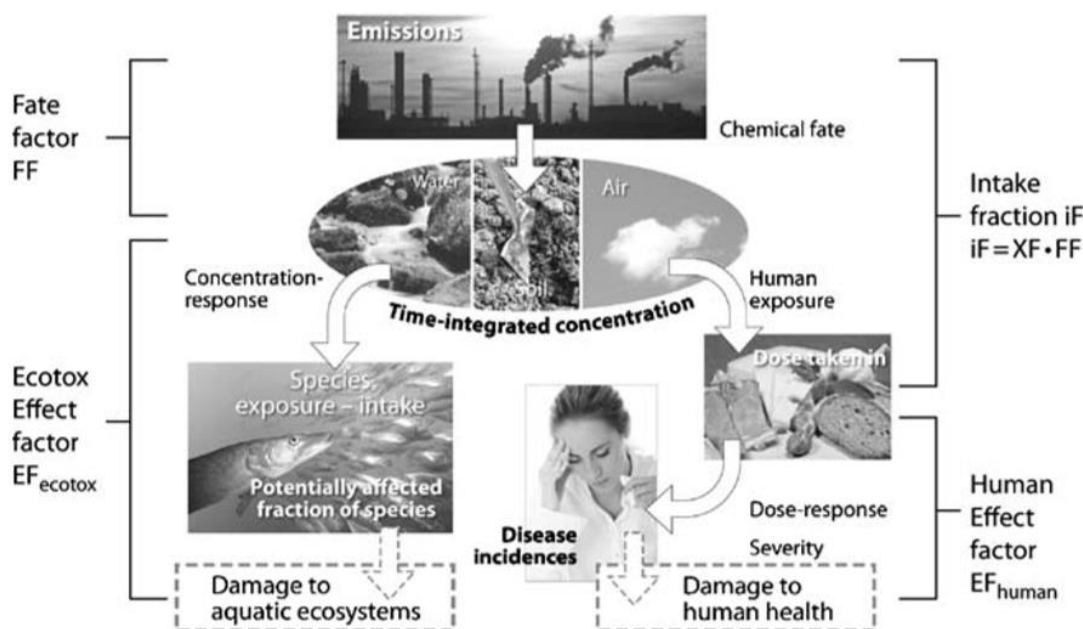 Emissions
Fate
factor
FF
Chemical fate
Water
Soil
Air
Intake
fraction iF
iF=XF•FF
Concentration-
response
Human
exposure
Time-integrated concentration
Dose taken in
Ecotox
Effect
factor
EFecotox
Species,
exposure – intake
Potentially affected
fraction of species
Disease
incidences
Dose-response
Severity
Human
Effect
factor
EFhuman
Damage to
aquatic ecosystems
Damage to
human health